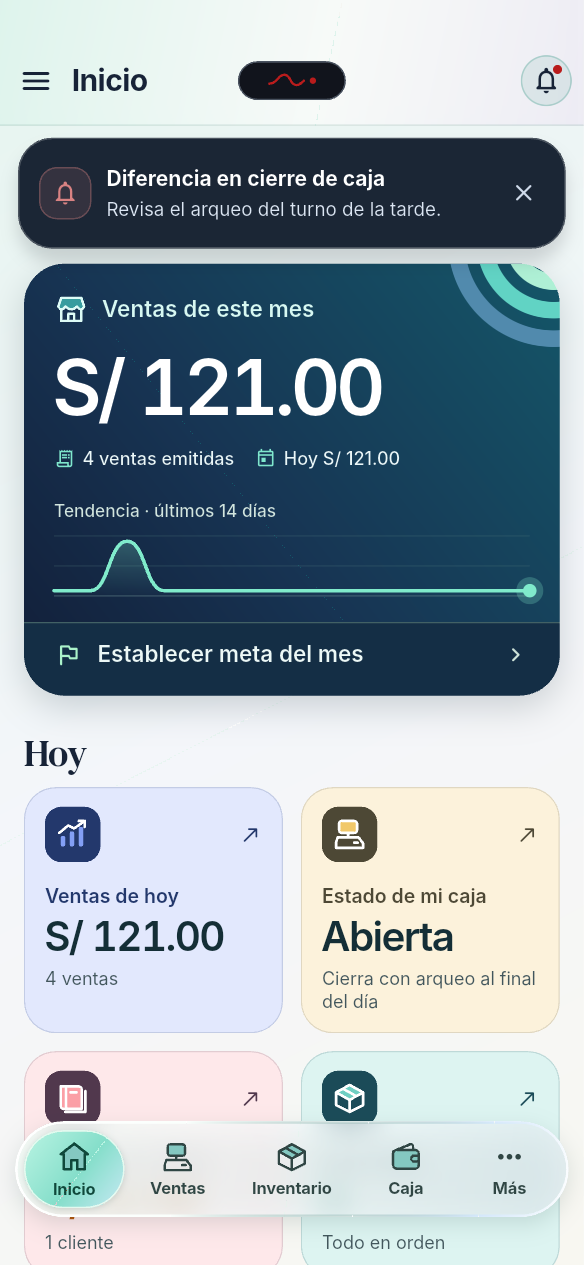 Inicio
Diferencia en cierre de caja
Revisa el arqueo del turno de la tarde.
Ventas de este mes
S/ 121.00
4 ventas emitidas
Hoy S/ 121.00
Tendencia · últimos 14 días
Establecer meta del mes
Hoy
Ventas de hoy
S/ 121.00
4 ventas
Estado de mi caja
Abierta
Cierra con arqueo al final
del día
Inicio
Ventas
Inventario
Caja
Más
1 cliente
Todo en orden